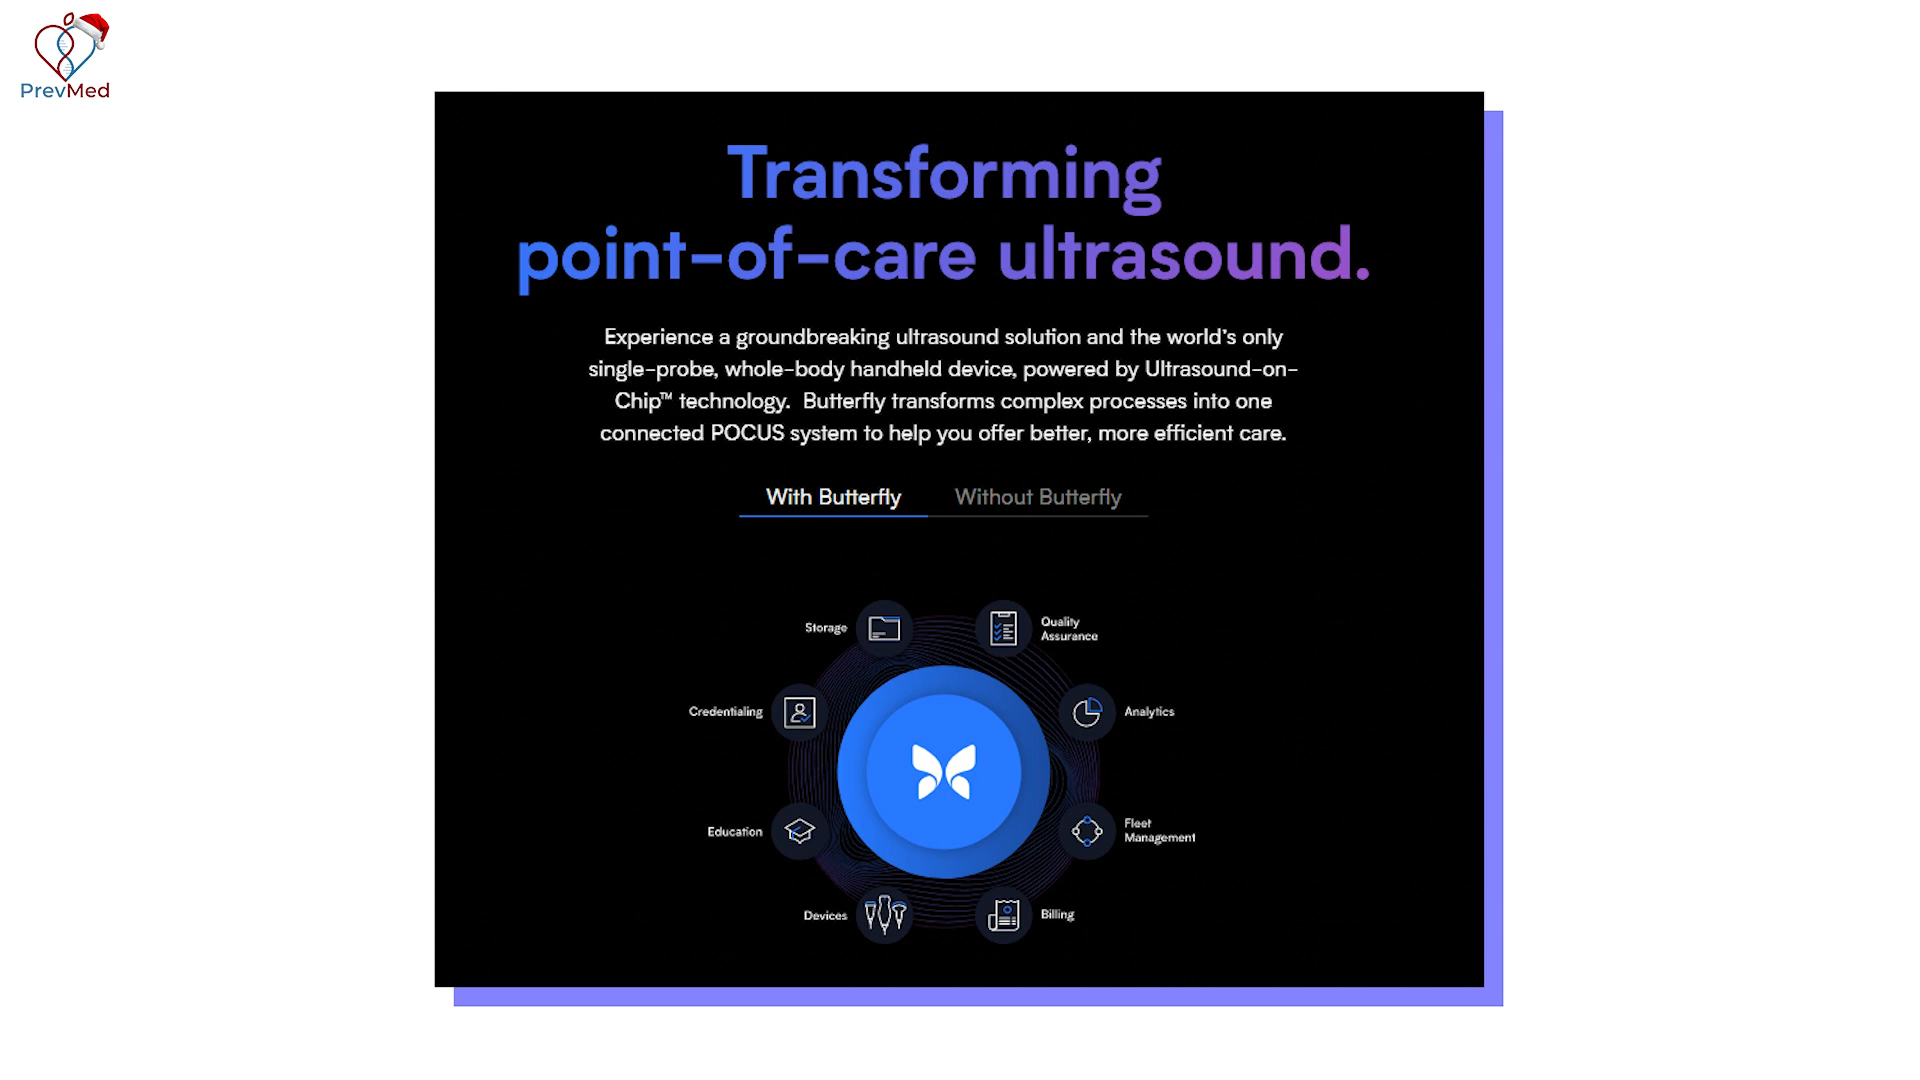 PrevMed
Transforming
point-of-care ultrasound.
Experience a groundbreaking ultrasound solution and the world's only
single-probe, whole-body handheld device, powered by Ultrasound-on-
Chip™ technology. Butterfly transforms complex processes into one
connected POCUS system to help you offer better, more efficient care.
With Butterfly
Without Butterfly
Storage
Quality
Assurance
Credentialing
Analytics
Education
Fleet
Management
Devices
Billing